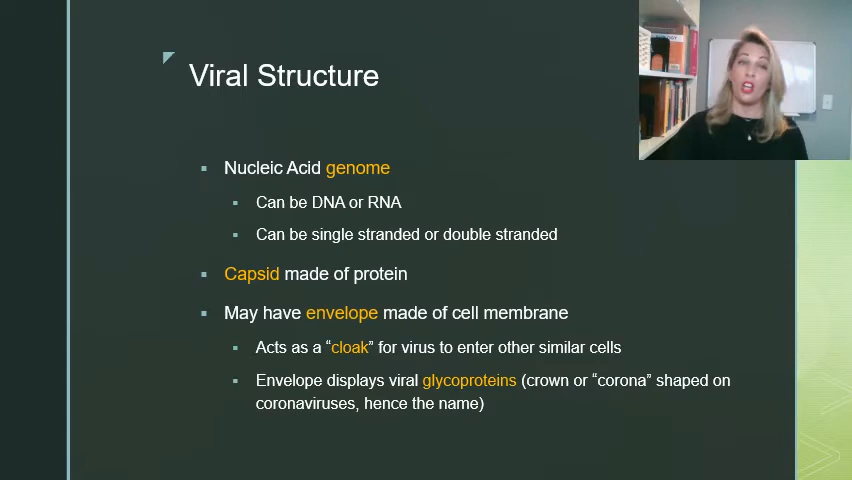 Viral Structure
▪ Nucleic Acid genome
▪ Can be DNA or RNA
▪ Can be single stranded or double stranded
▪ Capsid made of protein
▪ May have envelope made of cell membrane
▪ Acts as a “cloak” for virus to enter other similar cells
▪ Envelope displays viral glycoproteins (crown or “corona” shaped on
coronaviruses, hence the name)